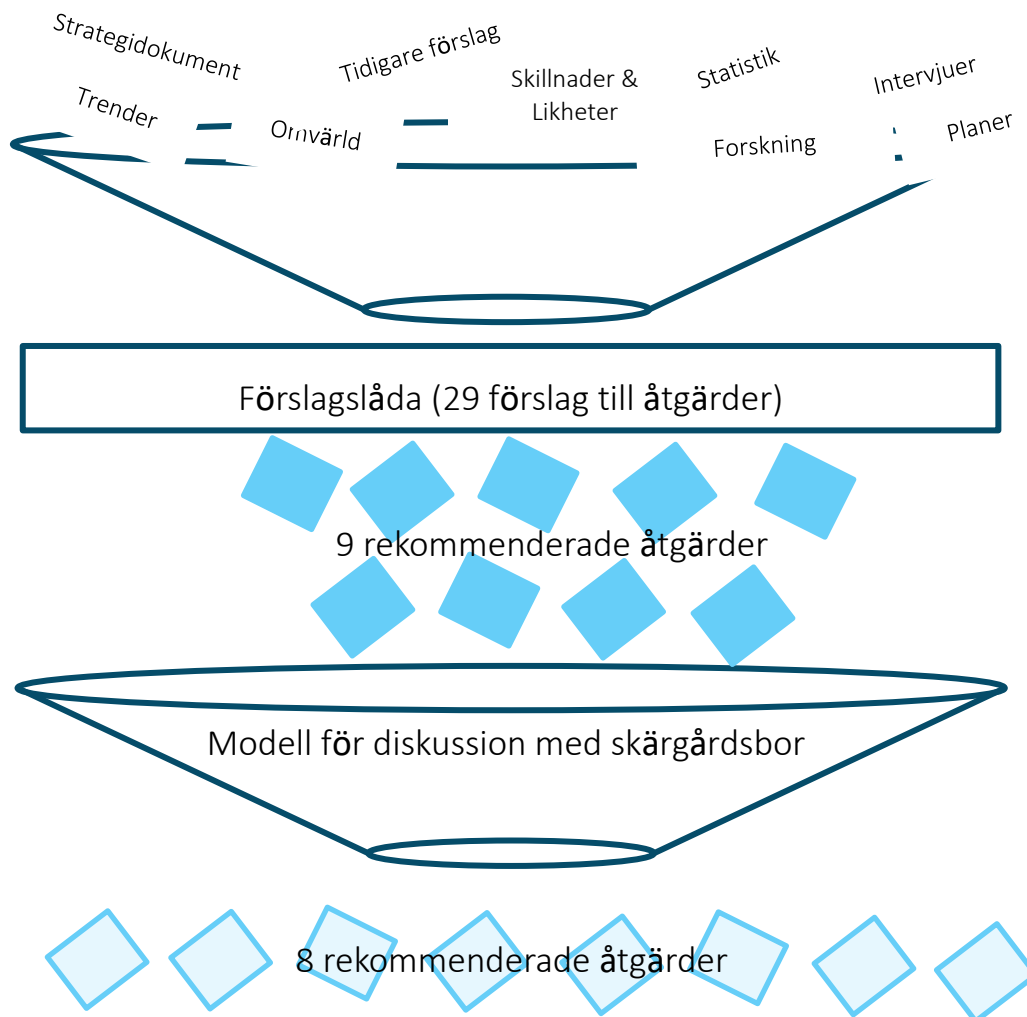 Strategidokument
Tidigare förslag
Skillnader &
Likheter
Statistik
Intervjuer
Trender
Omvärld
Forskning
Planer
Förslagslåda (29 förslag till åtgärder)
9 rekommenderade åtgärder
Modell för diskussion med skärgårdsbor
8 rekommenderade åtgärder